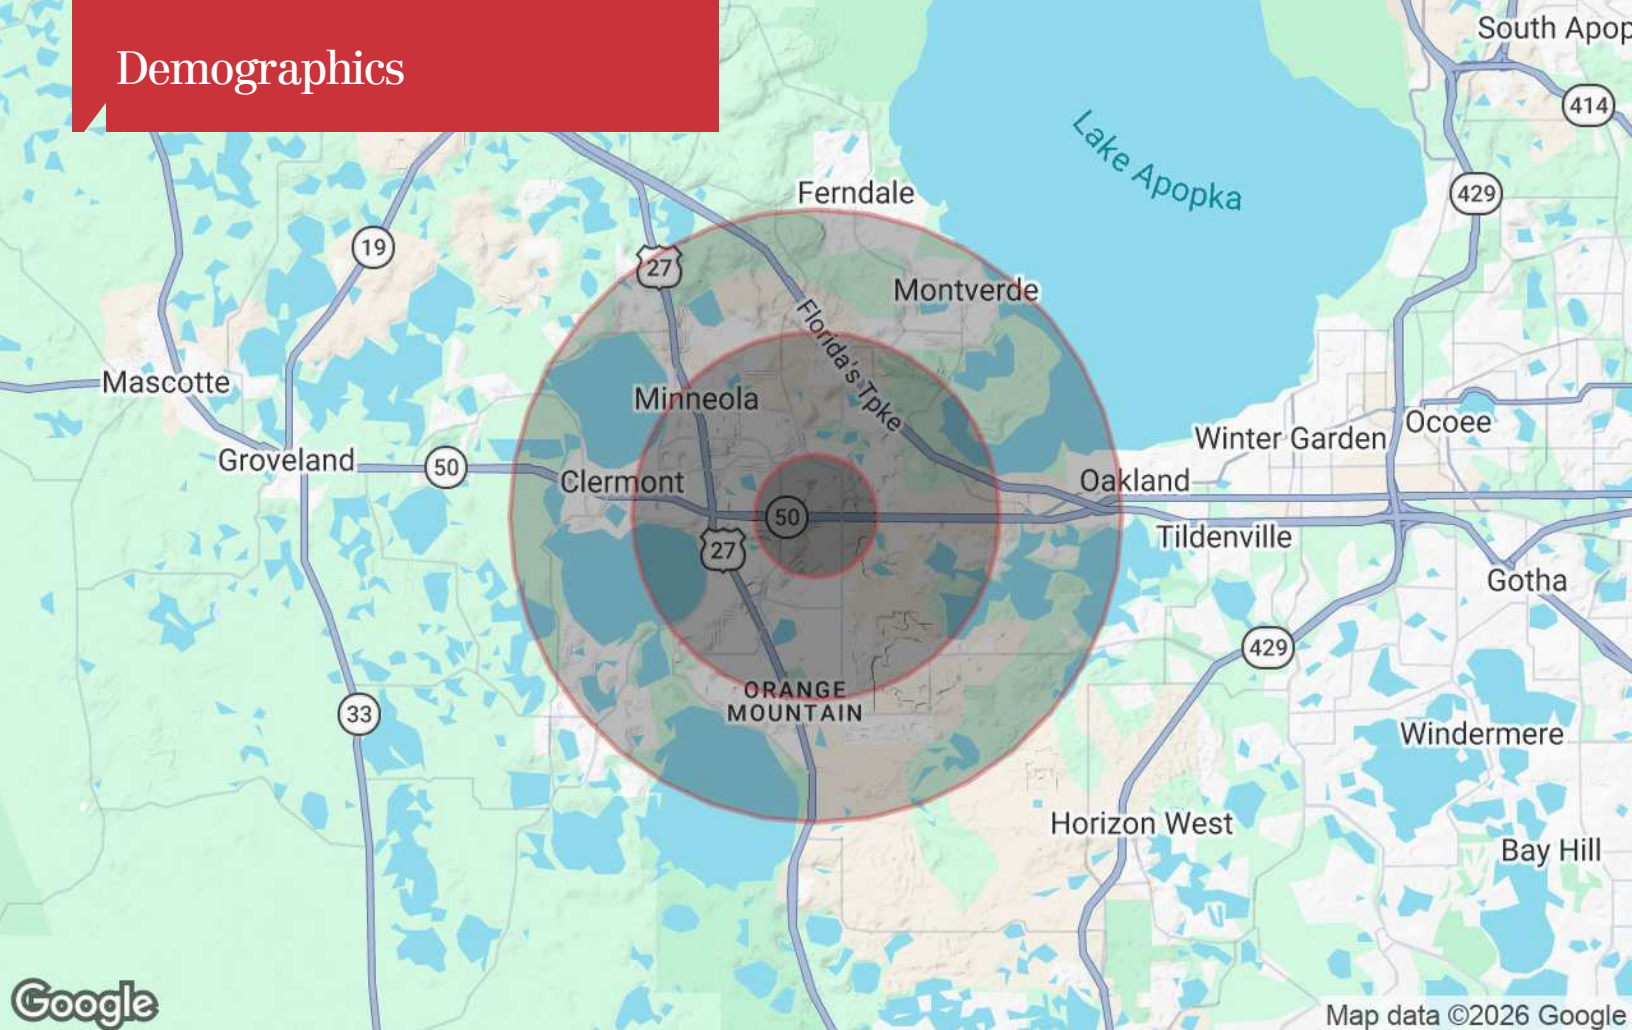 Demographics
South Apop
414
Lake Apopka
429
Ferndale
19
27
Montverde
Florida's Tpke
Mascotte
Minneola
Ocoee
Winter Garden
Groveland
50
Clermont
Oakland
50
27
Tildenville
Gotha
429
ORANGE
MOUNTAIN
33
Windermere
Horizon West
Bay Hill
Google
Map data ©2026 Google